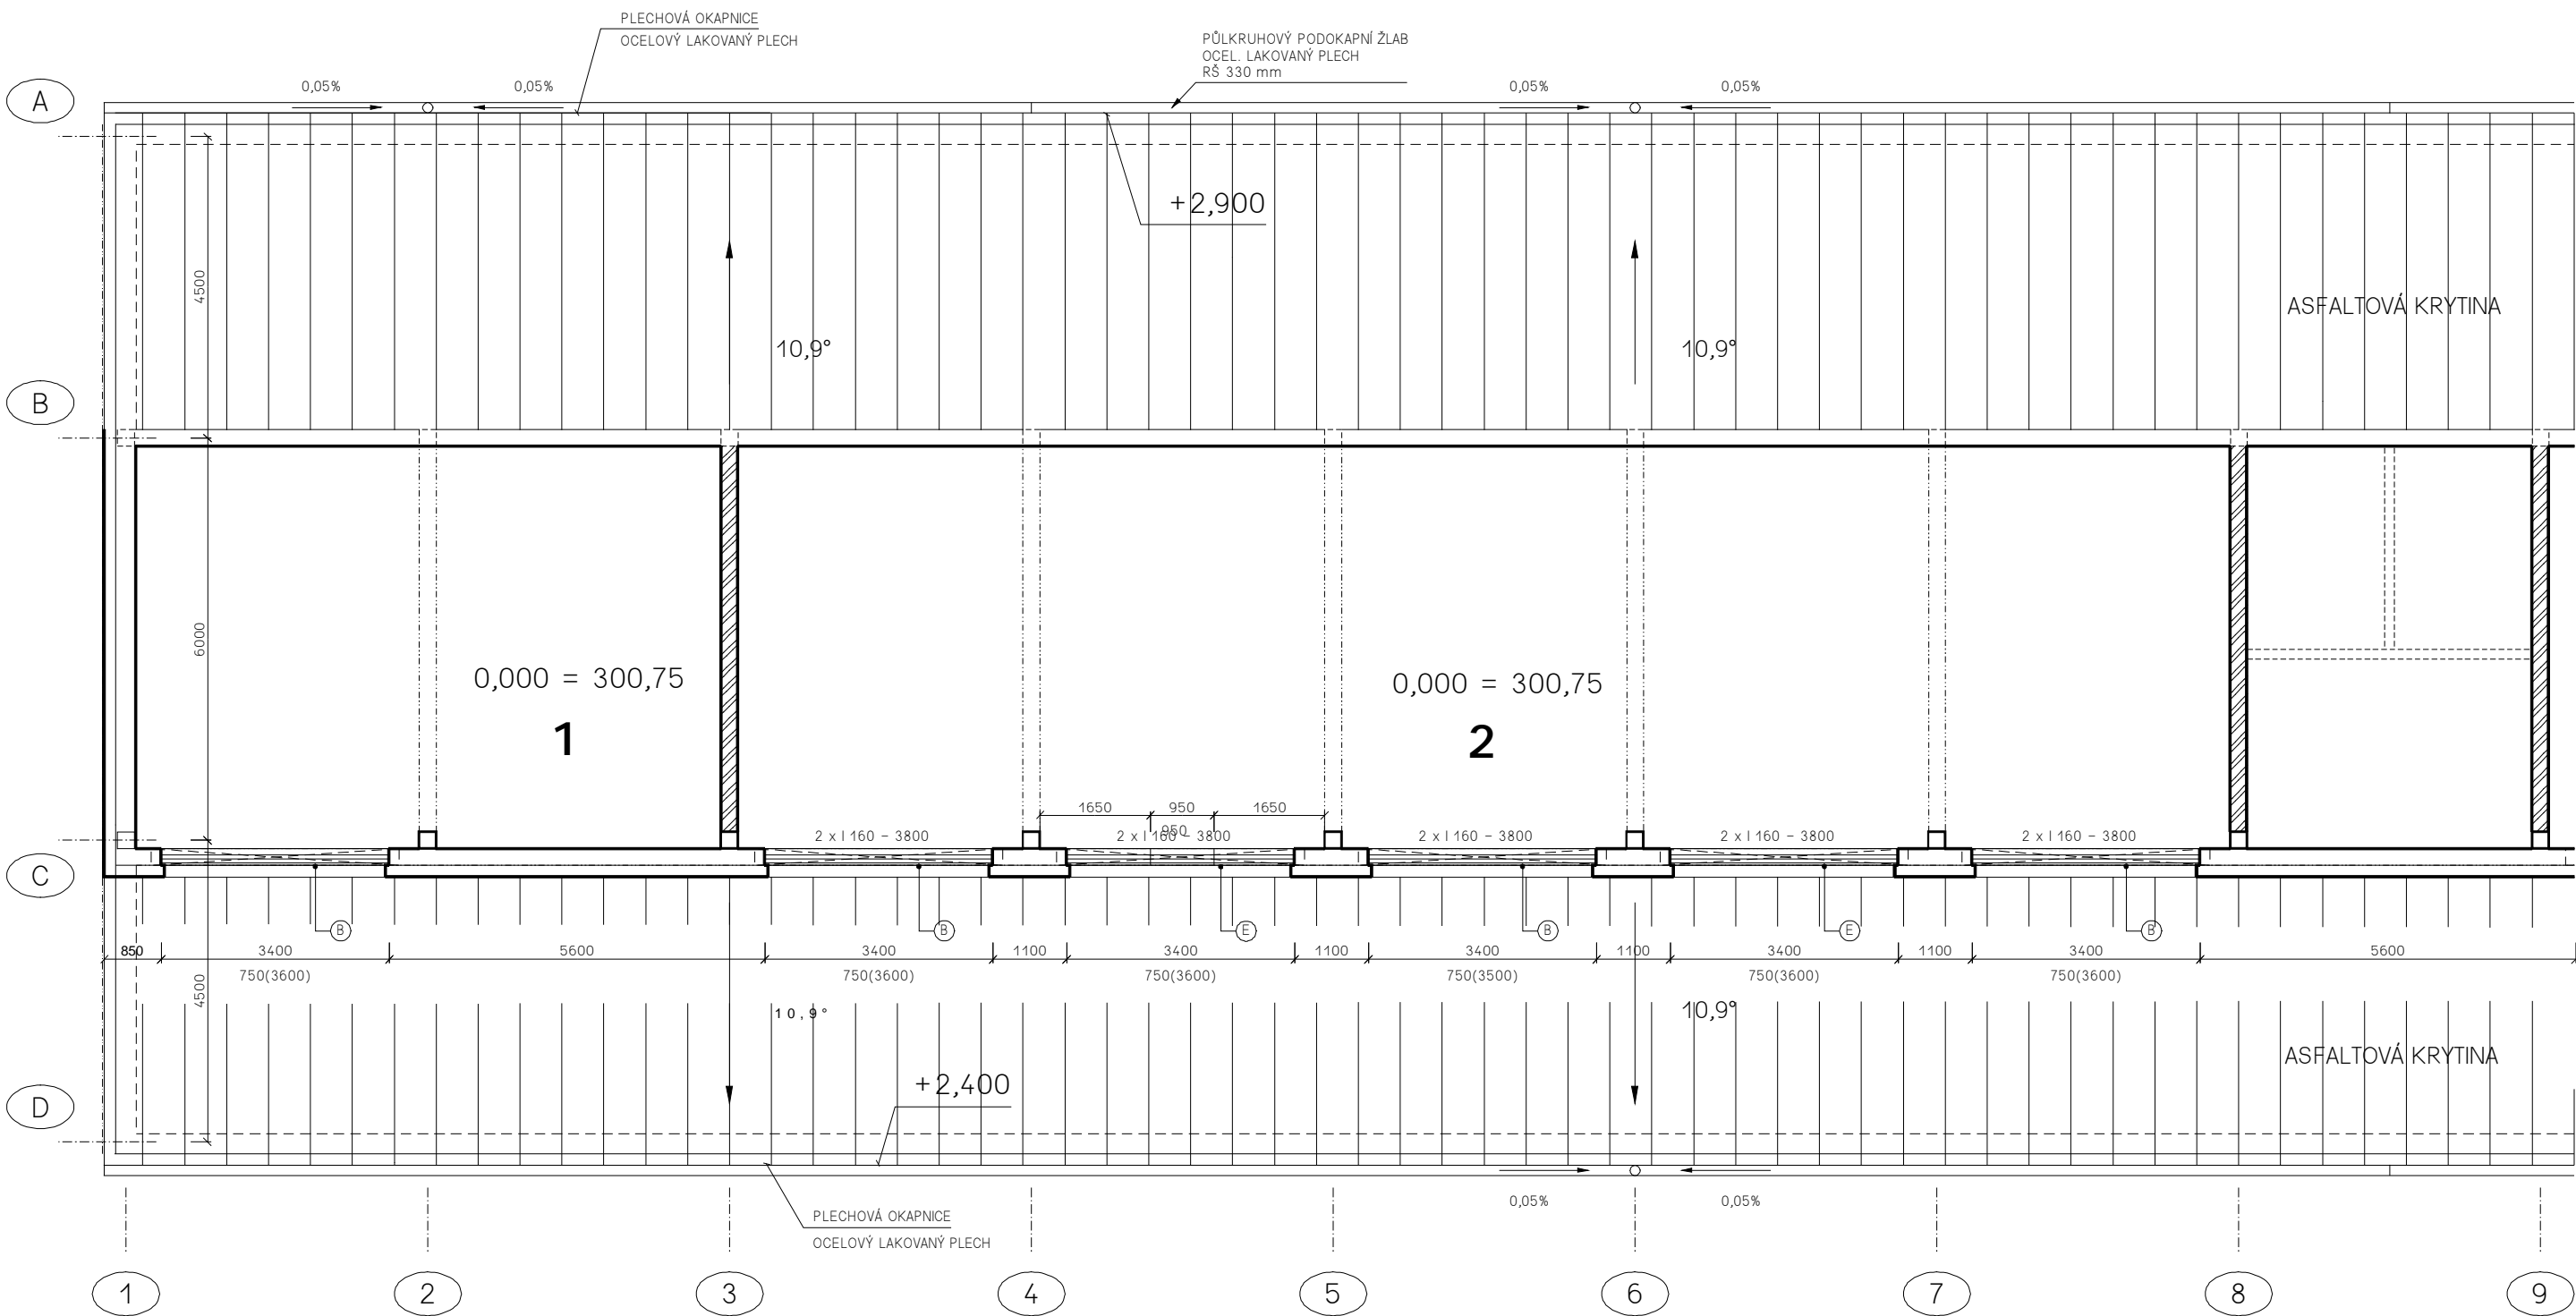 PLECHOVÁ OKAPNICE
OCELOVÝ LAKOVANÝ PLECH
PŮLKRUHOVÝ PODOKAPNÍ ŽLAB
OCEL. LAKOVANÝ PLECH
RŠ 330 mm
0,05% 0,05% 0,05% 0,05%
A
+2,900
4500
ASFALTOVÁ KRYTINA
10,9° 10,9°
B
6000
0,000 = 300,75 0,000 = 300,75
1 2
1650 950 1650
950
2 x I 160 – 3800 2 x I 160 – 3800 2 x I 160 – 3800 2 x I 160 – 3800 2 x I 160 – 3800
C
B B E B E B
850 3400 5600 3400 1100 3400 1100 3400 1100 3400 1100 3400 5600
750(3600) 750(3600) 750(3600) 750(3500) 750(3600) 750(3600)
4500
10,9° 10,9°
ASFALTOVÁ KRYTINA
+2,400
D
0,05% 0,05%
PLECHOVÁ OKAPNICE
OCELOVÝ LAKOVANÝ PLECH
1 2 3 4 5 6 7 8 9